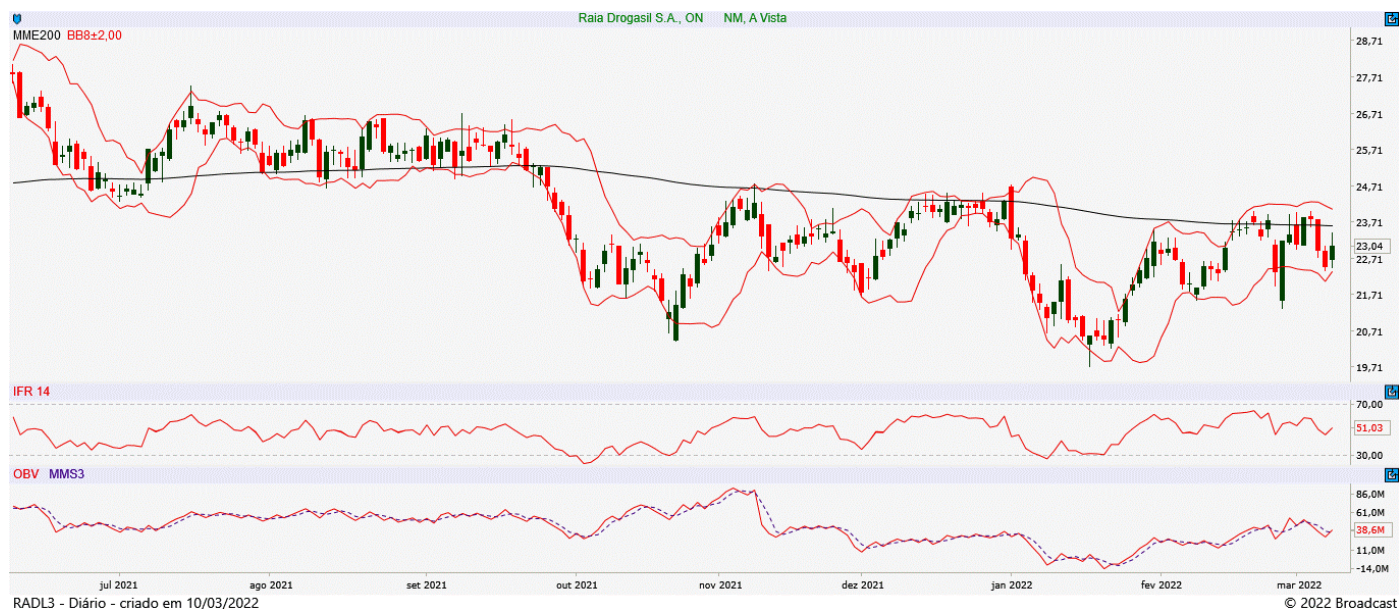 Raia Drogasil S.A., ON NM, A Vista
MME200 BB8±2,00
28,71
27,71
26,71
25,71
24,71
23,71
23,04
22,71
21,71
20,71
19,71
IFR 14
70,00
51,03
30,00
OBV MMS3
86,0M
61,0M
38,6M
11,0M
-14,0M
jul 2021 ago 2021 set 2021 out 2021 nov 2021 dez 2021 jan 2022 fev 2022 mar 2022
RADL3 - Diário - criado em 10/03/2022 © 2022 Broadcast